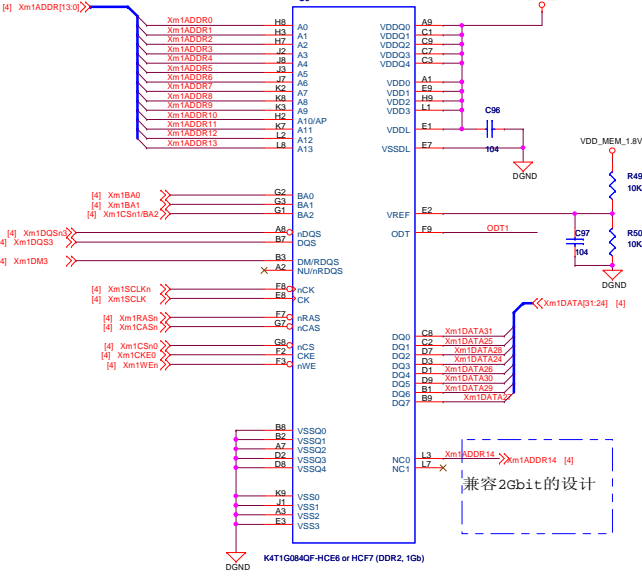 [4] Xm1ADDR[13:0]
Xm1ADDR0 H8 A0
Xm1ADDR1 H3 A1
Xm1ADDR2 H7 A2
Xm1ADDR3 J2 A3
Xm1ADDR4 J8 A4
Xm1ADDR5 J3 A5
Xm1ADDR6 J7 A6
Xm1ADDR7 K2 A7
Xm1ADDR8 K8 A8
Xm1ADDR9 K3 A9
Xm1ADDR10 H2 A10/AP
Xm1ADDR11 K7 A11
Xm1ADDR12 L2 A12
Xm1ADDR13 L8 A13
[4] Xm1BA0 G2 BA0
[4] Xm1BA1 G3 BA1
[4] Xm1CSn1/BA2 G1 BA2
[4] Xm1DQSn3 A8 nDQS
4] Xm1DQS3 B7 DQS
4] Xm1DM3 B3 DM/RDQS
A2 NU/nRDQS
[4] Xm1SCLKn F8 nCK
[4] Xm1SCLK E8 CK
[4] Xm1RASn F7 nRAS
[4] Xm1CASn G7 nCAS
[4] Xm1CSn0 G8 nCS
[4] Xm1CKE0 F2 CKE
[4] Xm1WEn F3 nWE
B8 VSSQ0
B2 VSSQ1
A7 VSSQ2
D2 VSSQ3
D8 VSSQ4
K9 VSS0
J1 VSS1
A3 VSS2
E3 VSS3
DGND
VDDQ0 A9
VDDQ1 C1
VDDQ2 C9
VDDQ3 C7
VDDQ4 C3
VDD0 A1
VDD1 E9
VDD2 H9
VDD3 L1
VDDL E1
VSSDL E7
C96
104
DGND
VDD_MEM_1.8V
R49
10K
VREF E2
ODT F9 ODT1
C97
104
R50
10K
DGND
Xm1DATA[31:24] [4]
DQ0 C8 Xm1DATA31
DQ1 C2 Xm1DATA25
DQ2 D7 Xm1DATA28
DQ3 D3 Xm1DATA24
DQ4 D1 Xm1DATA26
DQ5 D9 Xm1DATA30
DQ6 B1 Xm1DATA29
DQ7 B9 Xm1DATA27
NC0 L3 Xm1ADDR14 Xm1ADDR14 [4]
NC1 L7
兼容2Gbit的设计
K4T1G084QF-HCE6 or HCF7 (DDR2, 1Gb)